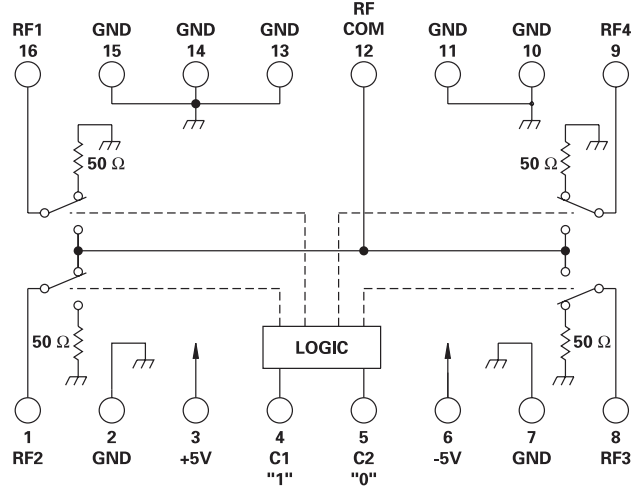 RF1 GND GND GND RF COM GND GND RF4
16 15 14 13 12 11 10 9
50 Ω 50 Ω
LOGIC
50 Ω 50 Ω
1 2 3 4 5 6 7 8
RF2 GND +5V C1 C2 -5V GND RF3
"1" "0"